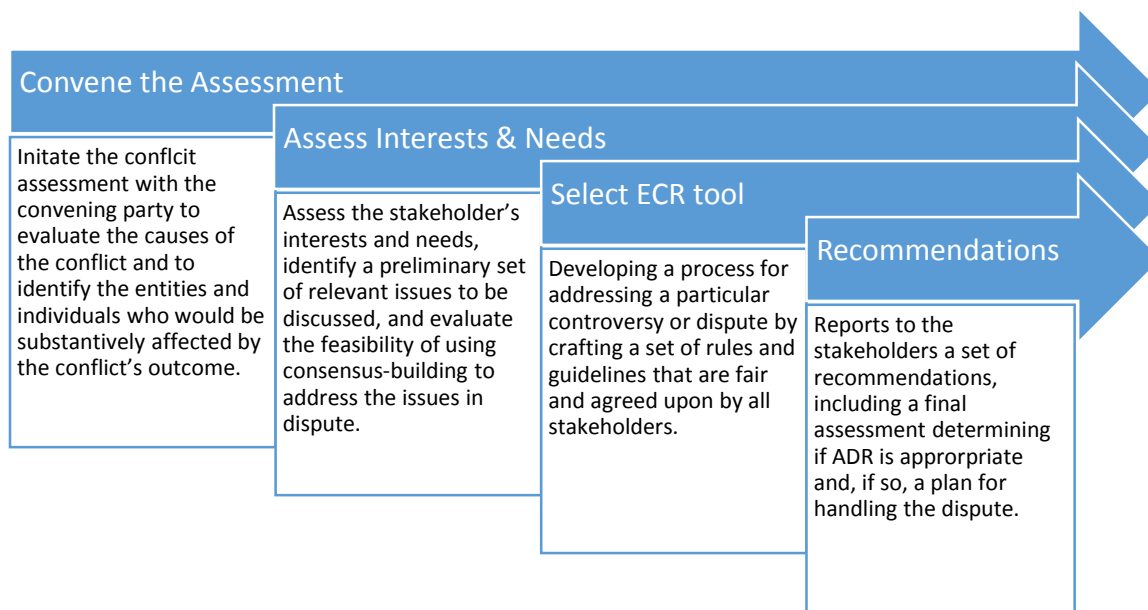 Convene the Assessment
Initate the conflcit
assessment with the
convening party to
evaluate the causes of
the conflict and to
identify the entities and
individuals who would be
substantively affected by
the conflict’s outcome.
Assess Interests & Needs
Assess the stakeholder’s
interests and needs,
identify a preliminary set
of relevant issues to be
discussed, and evaluate
the feasibility of using
consensus-building to
address the issues in
dispute.
Select ECR tool
Developing a process for
addressing a particular
controversy or dispute by
crafting a set of rules and
guidelines that are fair
and agreed upon by all
stakeholders.
Recommendations
Reports to the
stakeholders a set of
recommendations,
including a final
assessment determining
if ADR is approrpriate
and, if so, a plan for
handling the dispute.